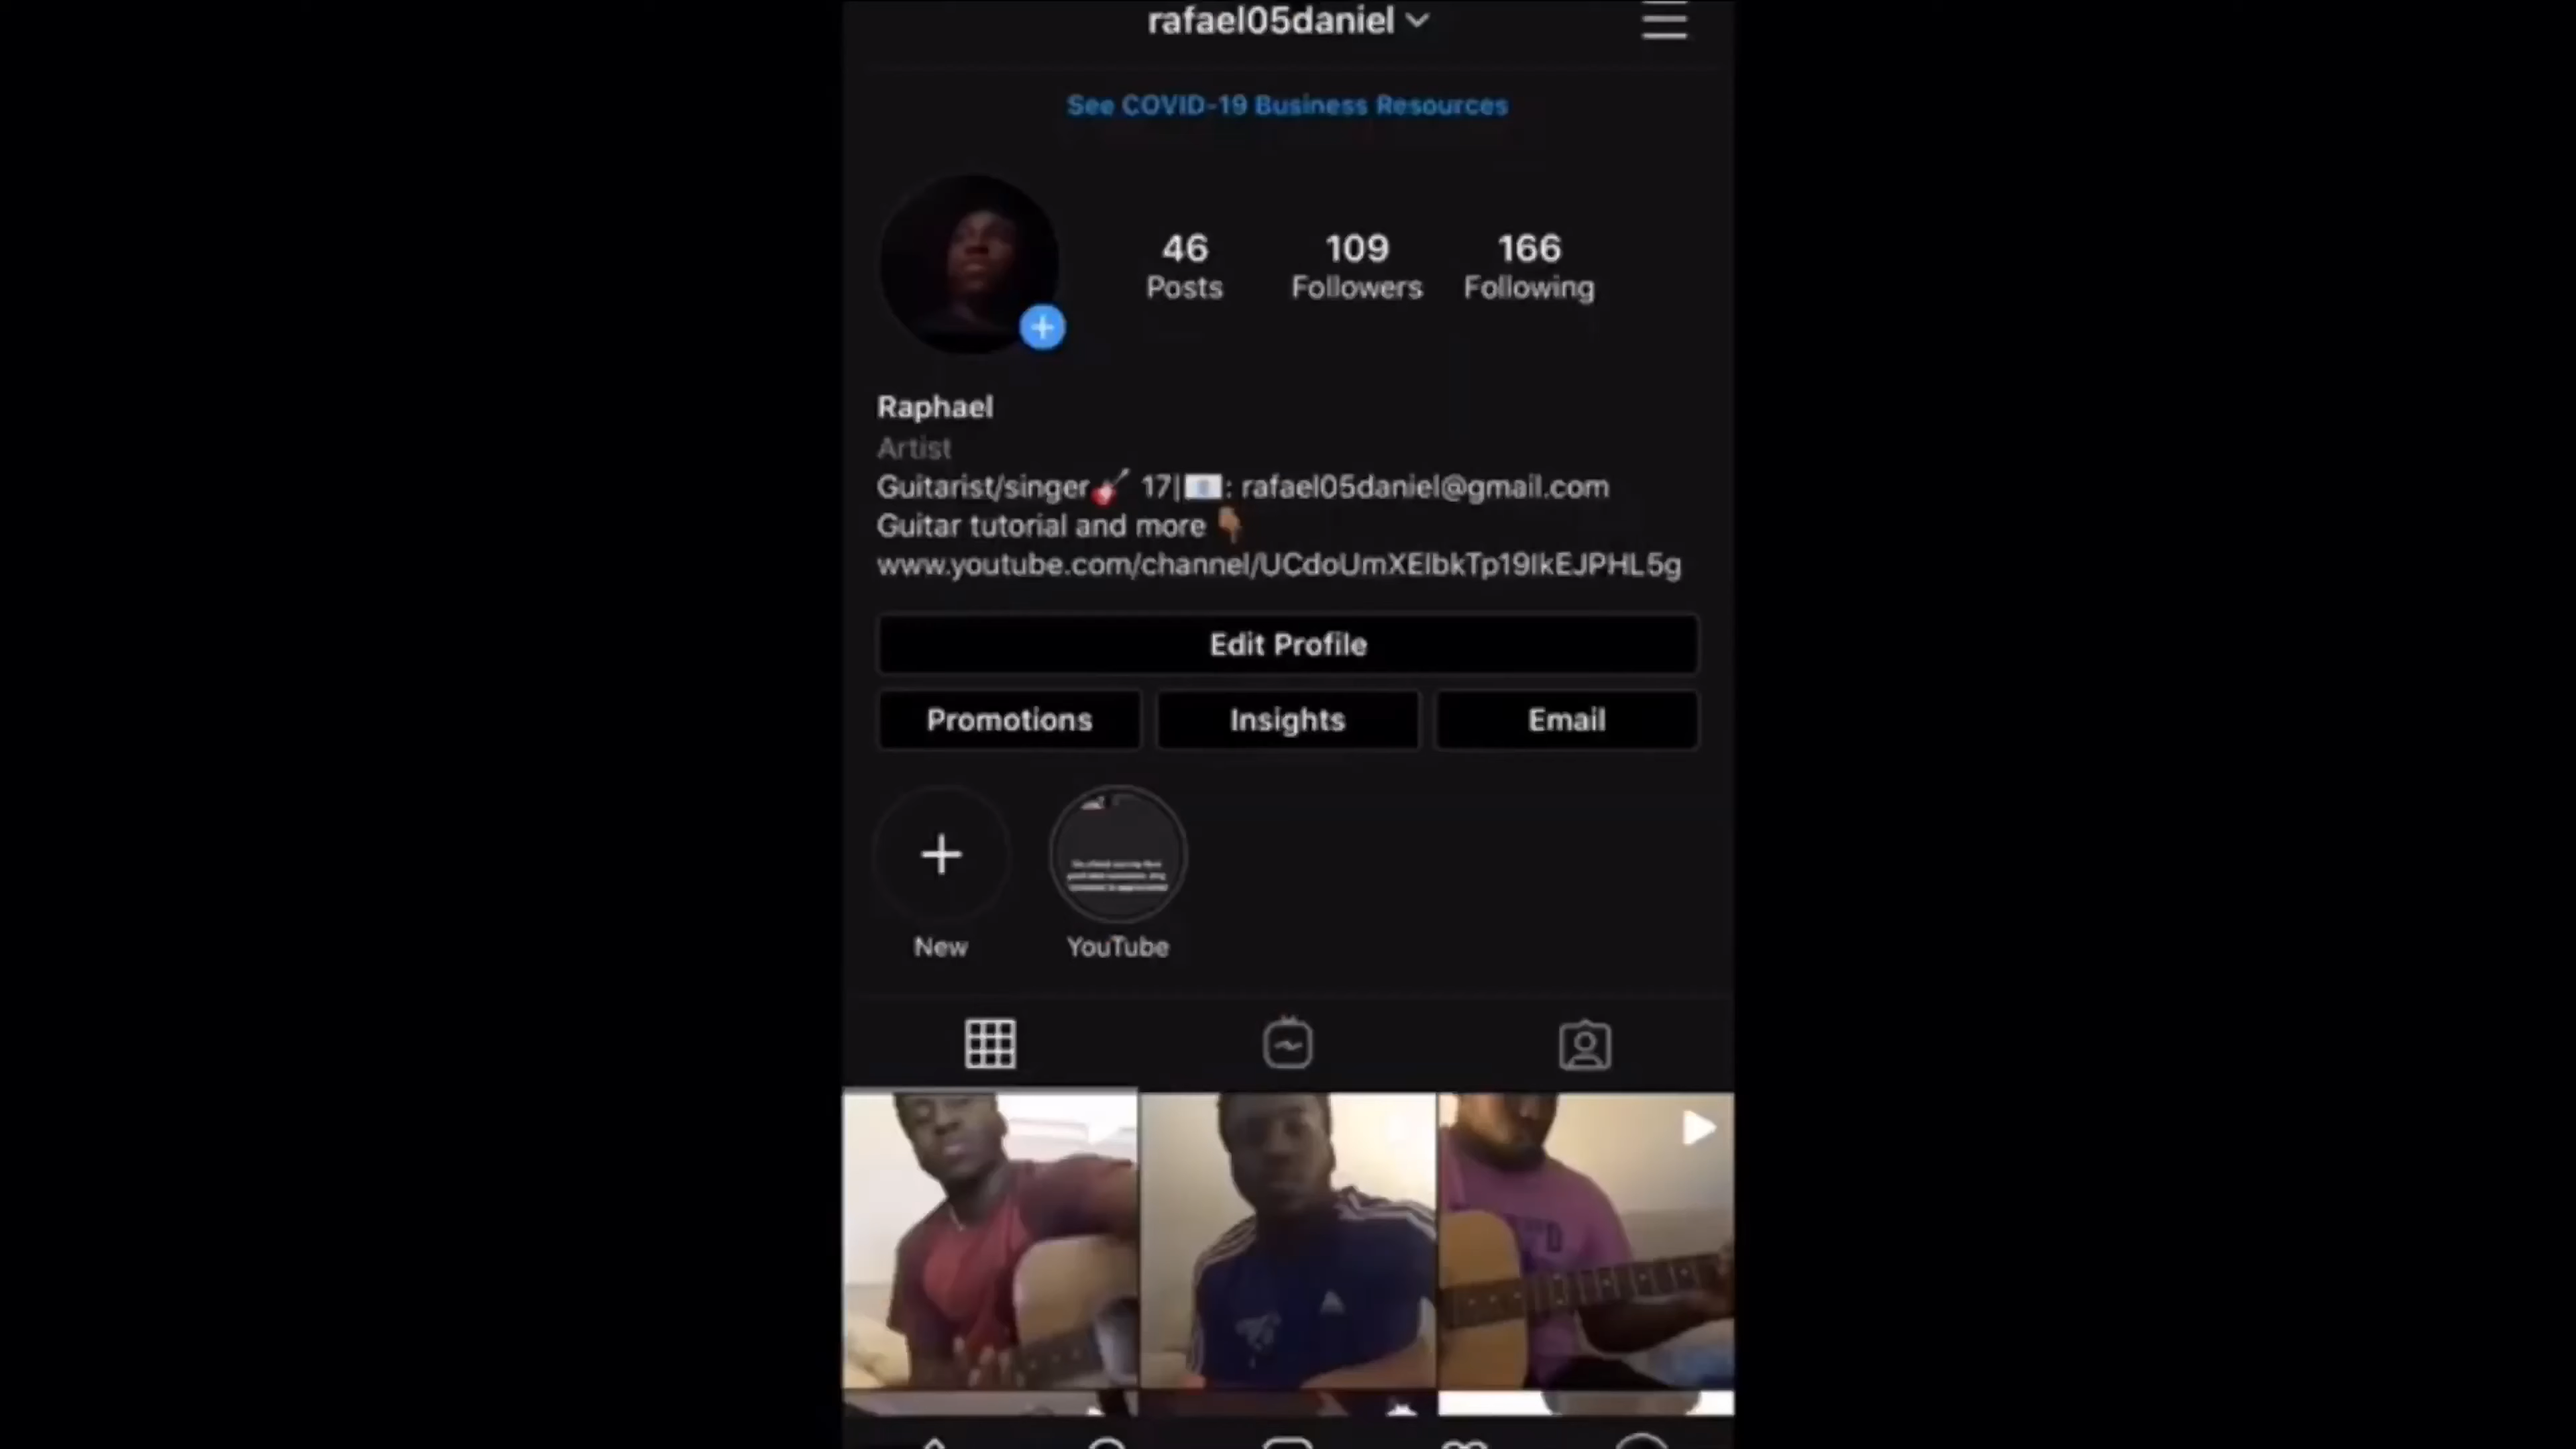 rafael05daniel
See COVID-19 Business Resources
46
Posts
109
Followers
166
Following
Raphael
Artist
Guitarist/singer🎸 17|📧: rafael05daniel@gmail.com
Guitar tutorial and more 👇🏾
www.youtube.com/channel/UCdoUmXElbkTp19IkEJPHL5g
Edit Profile
Promotions
Insights
Email
New
YouTube